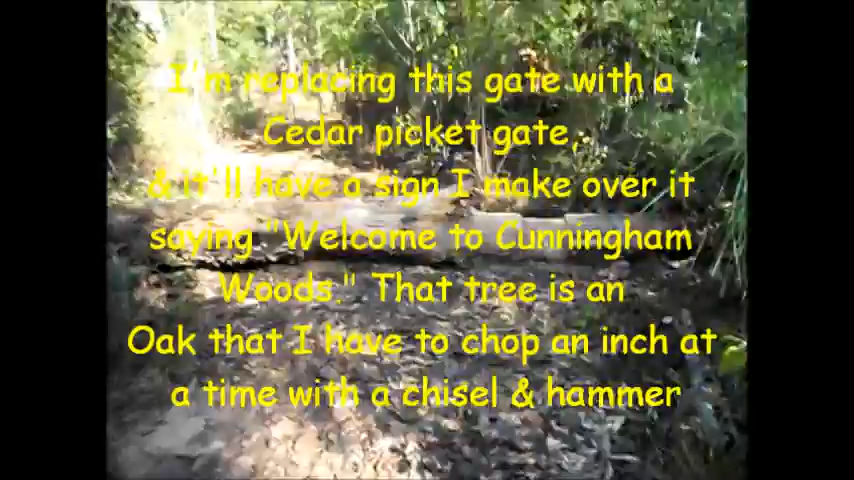 I'm replacing this gate with a
Cedar picket gate,
& it'll have a sign I make over it
saying "Welcome to Cunningham
Woods." That tree is an
Oak that I have to chop an inch at
a time with a chisel & hammer